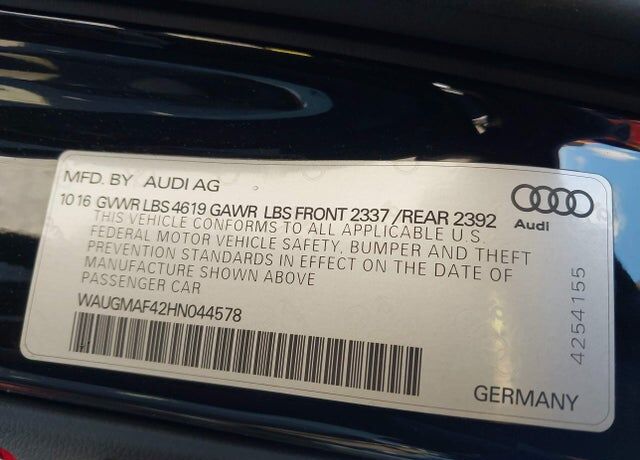 MFD. BY AUDI AG
10 16 GVWR LBS 4619 GAWR LBS FRONT 2337 /REAR 2392
THIS VEHICLE CONFORMS TO ALL APPLICABLE U.S.
FEDERAL MOTOR VEHICLE SAFETY, BUMPER AND THEFT
PREVENTION STANDARDS IN EFFECT ON THE DATE OF
MANUFACTURE SHOWN ABOVE
PASSENGER CAR
WAUGMAF42HN044578
Audi
4254155
GERMANY